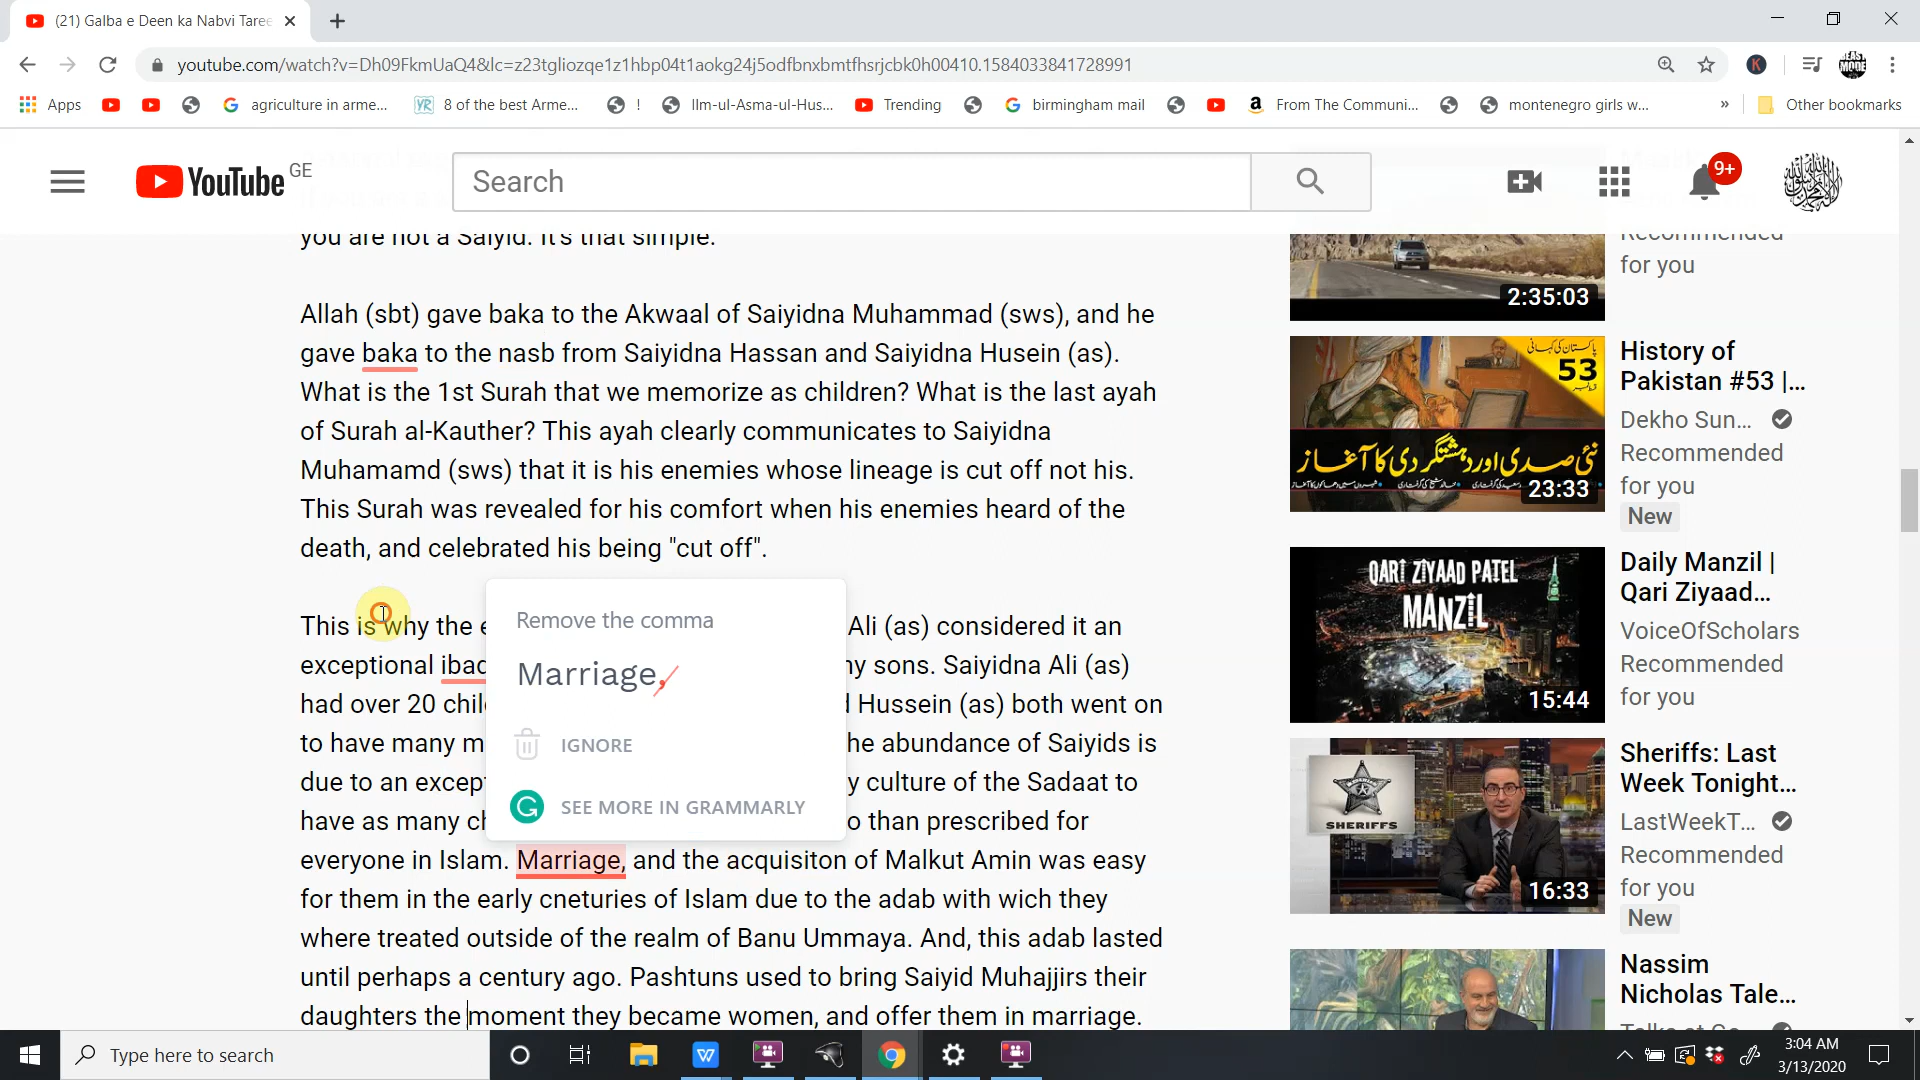 (21) Galba e Deen ka Nabvi Taree
youtube.com/watch?v=Dh09FkmUaQ4&lc=z23tgliozqe1z1hbp04t1aokg24j5odfbnxbmtfhsrjcbk0h00410.1584033841728991
K
Apps
agriculture in arme...
YR 8 of the best Arme...
!
Ilm-ul-Asma-ul-Hus...
Trending
birmingham mail
From The Communi...
montenegro girls w...
»
Other bookmarks
YouTube GE
Search
9+
you are not a Saiyid. It's that simple.
Allah (sbt) gave baka to the Akwaal of Saiyidna Muhammad (sws), and he
gave baka to the nasb from Saiyidna Hassan and Saiyidna Husein (as).
What is the 1st Surah that we memorize as children? What is the last ayah
of Surah al-Kauther? This ayah clearly communicates to Saiyidna
Muhamamd (sws) that it is his enemies whose lineage is cut off not his.
This Surah was revealed for his comfort when his enemies heard of the
death, and celebrated his being "cut off".
This is why the e
Ali (as) considered it an
exceptional ibad
ny sons. Saiyidna Ali (as)
had over 20 chil
Hussein (as) both went on
to have many m
he abundance of Saiyids is
due to an except
y culture of the Sadaat to
have as many ch
o than prescribed for
everyone in Islam. Marriage, and the acquisiton of Malkut Amin was easy
for them in the early cneturies of Islam due to the adab with wich they
where treated outside of the realm of Banu Ummaya. And, this adab lasted
until perhaps a century ago. Pashtuns used to bring Saiyid Muhajjirs their
daughters the moment they became women, and offer them in marriage.
Remove the comma
Marriage,
IGNORE
SEE MORE IN GRAMMARLY
Recommended
for you
2:35:03
پاکستان کی کہانی
53
نئی صدی اور دہشتگردی کا آغاز
23:33
History of
Pakistan #53 |...
Dekho Sun...
Recommended
for you
New
QARI ZIYAAD PATEL
MANZIL
15:44
Daily Manzil |
Qari Ziyaad...
VoiceOfScholars
Recommended
for you
SHERIFFS
16:33
Sheriffs: Last
Week Tonight...
LastWeekT...
Recommended
for you
New
Nassim
Nicholas Tale...
Type here to search
3:04 AM
3/13/2020